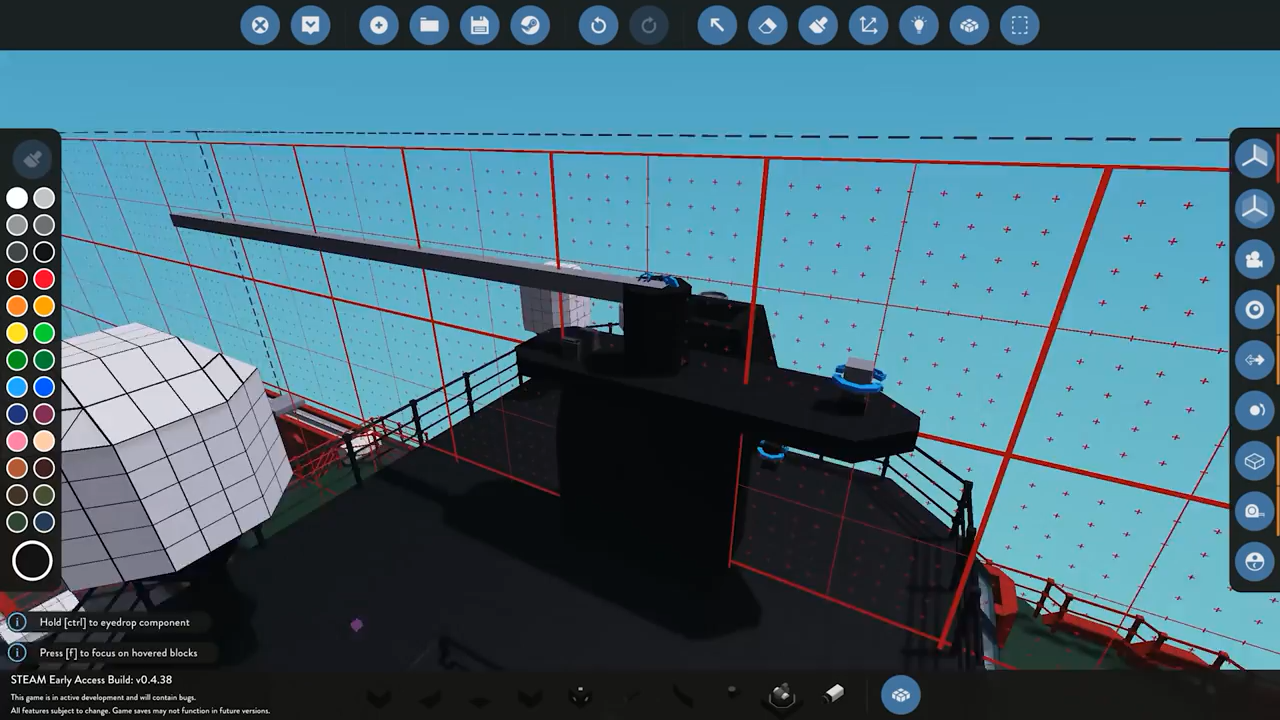 Hold [ctrl] to eyedrop component
Press [f] to focus on hovered blocks
STEAM Early Access Build: v0.4.38
This game is in active development and will contain bugs.
All features subject to change. Game saves may not function in future versions.